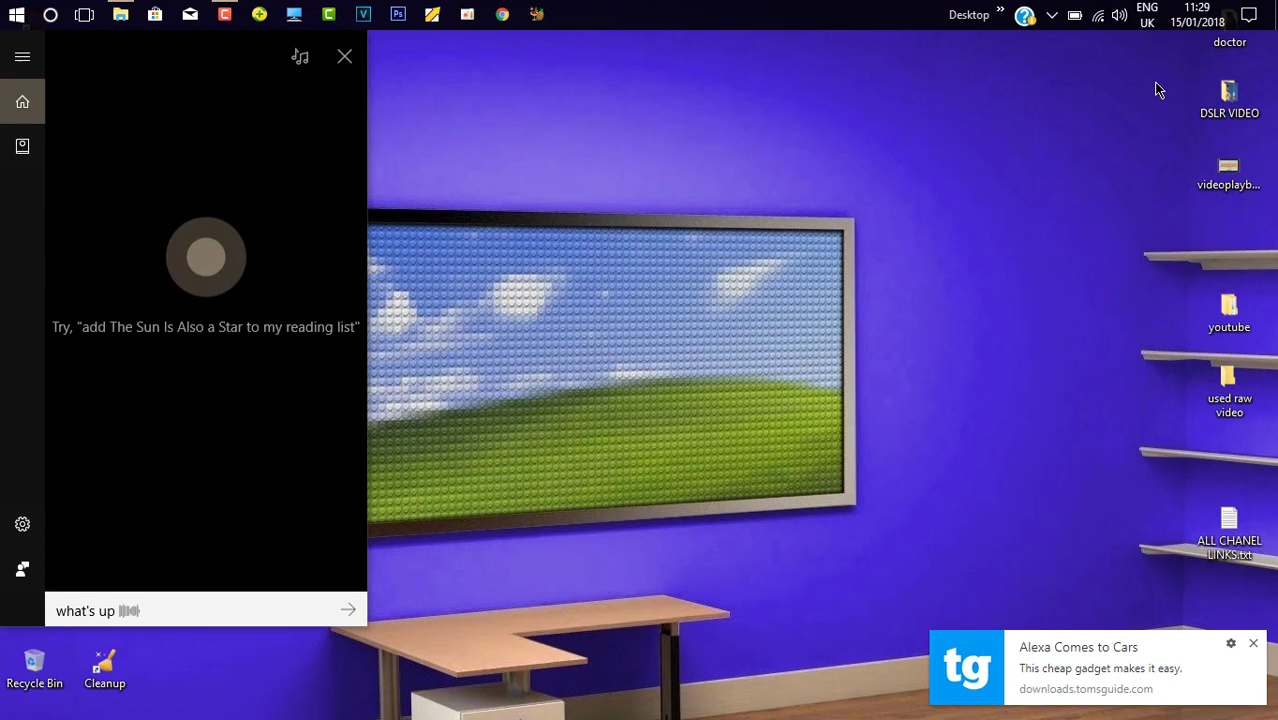 Desktop
ENG
UK
11:29
15/01/2018
doctor
DSLR VIDEO
videoplayb...
Try, "add The Sun Is Also a Star to my reading list"
youtube
used raw
video
ALL CHANEL
LINKS.txt
what's up
Recycle Bin
Cleanup
tg
Alexa Comes to Cars
This cheap gadget makes it easy.
downloads.tomsguide.com
Ps
V
C
C